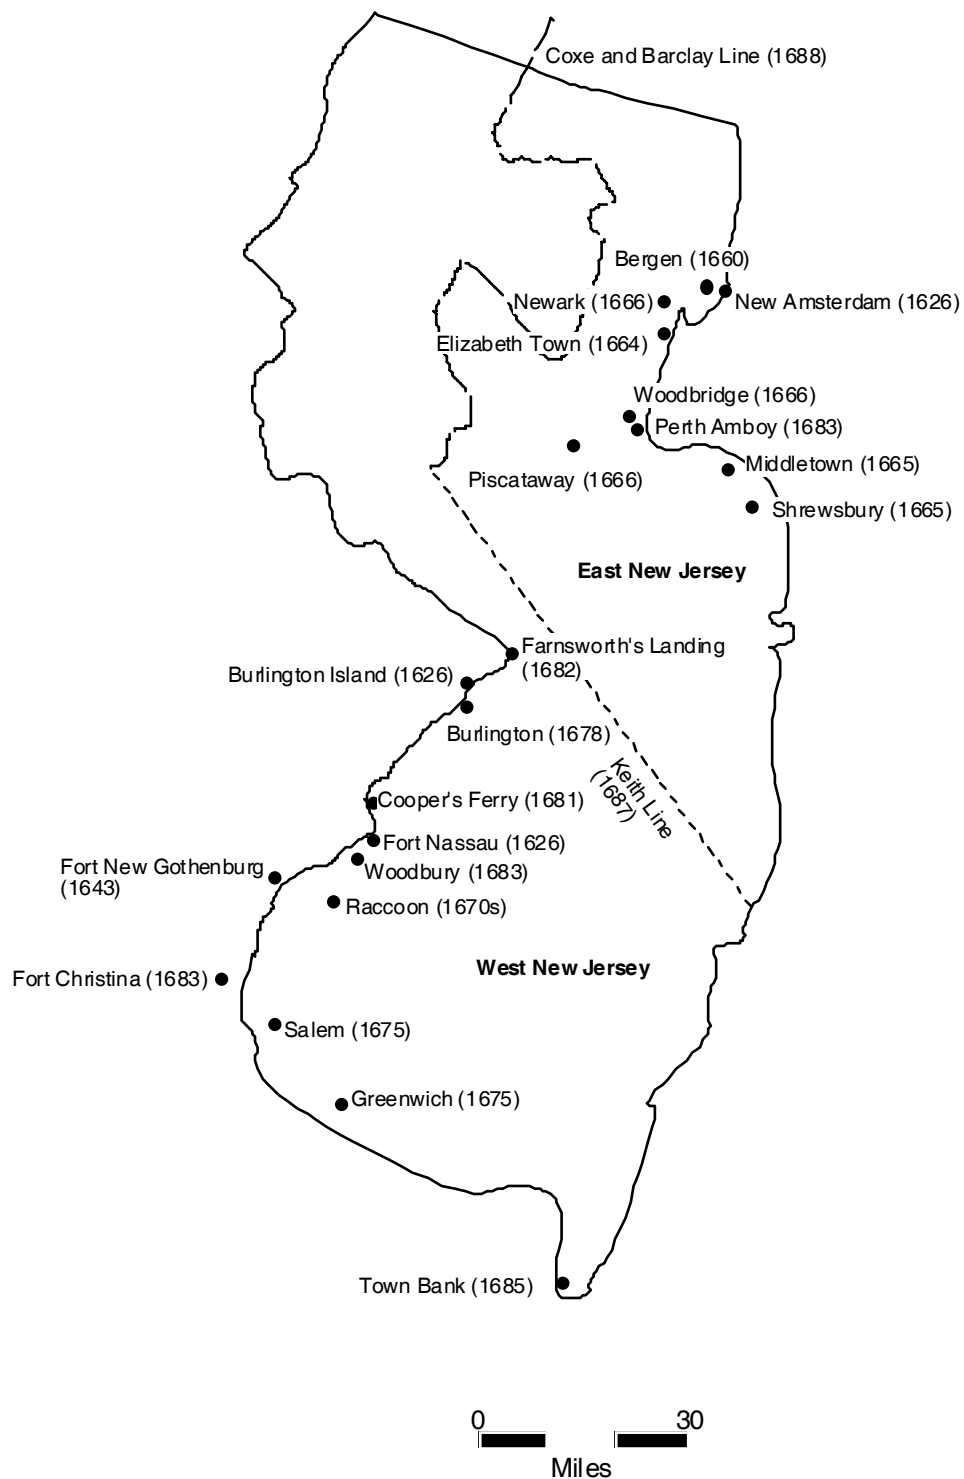 Coxe and Barclay Line (1688)
Bergen (1660)
Newark (1666)
New Amsterdam (1626)
Elizabeth Town (1664)
Woodbridge (1666)
Perth Amboy (1683)
Middletown (1665)
Piscataway (1666)
Shrewsbury (1665)
East New Jersey
Farnsworth's Landing
(1682)
Burlington Island (1626)
Burlington (1678)
Keith Line
(1687)
Cooper's Ferry (1681)
Fort Nassau (1626)
Fort New Gothenburg
(1643)
Woodbury (1683)
Raccoon (1670s)
West New Jersey
Fort Christina (1683)
Salem (1675)
Greenwich (1675)
Town Bank (1685)
0 30
Miles